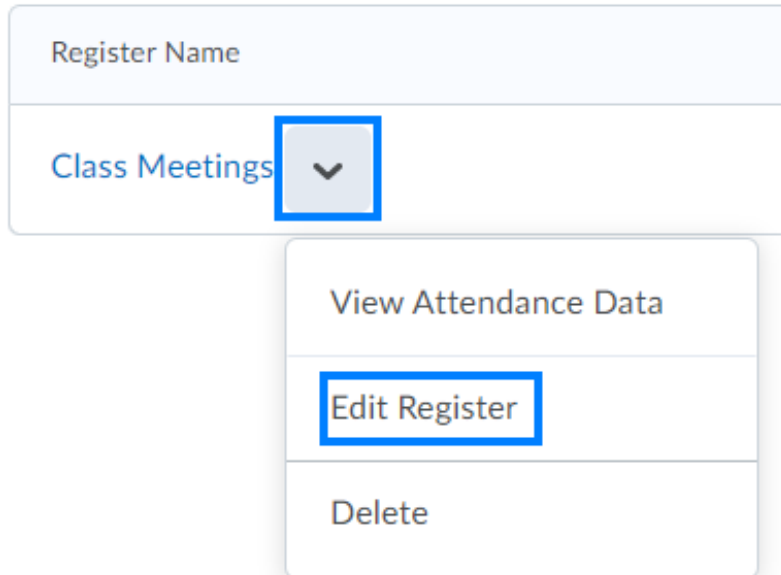 Register Name
Class Meetings
View Attendance Data
Edit Register
Delete